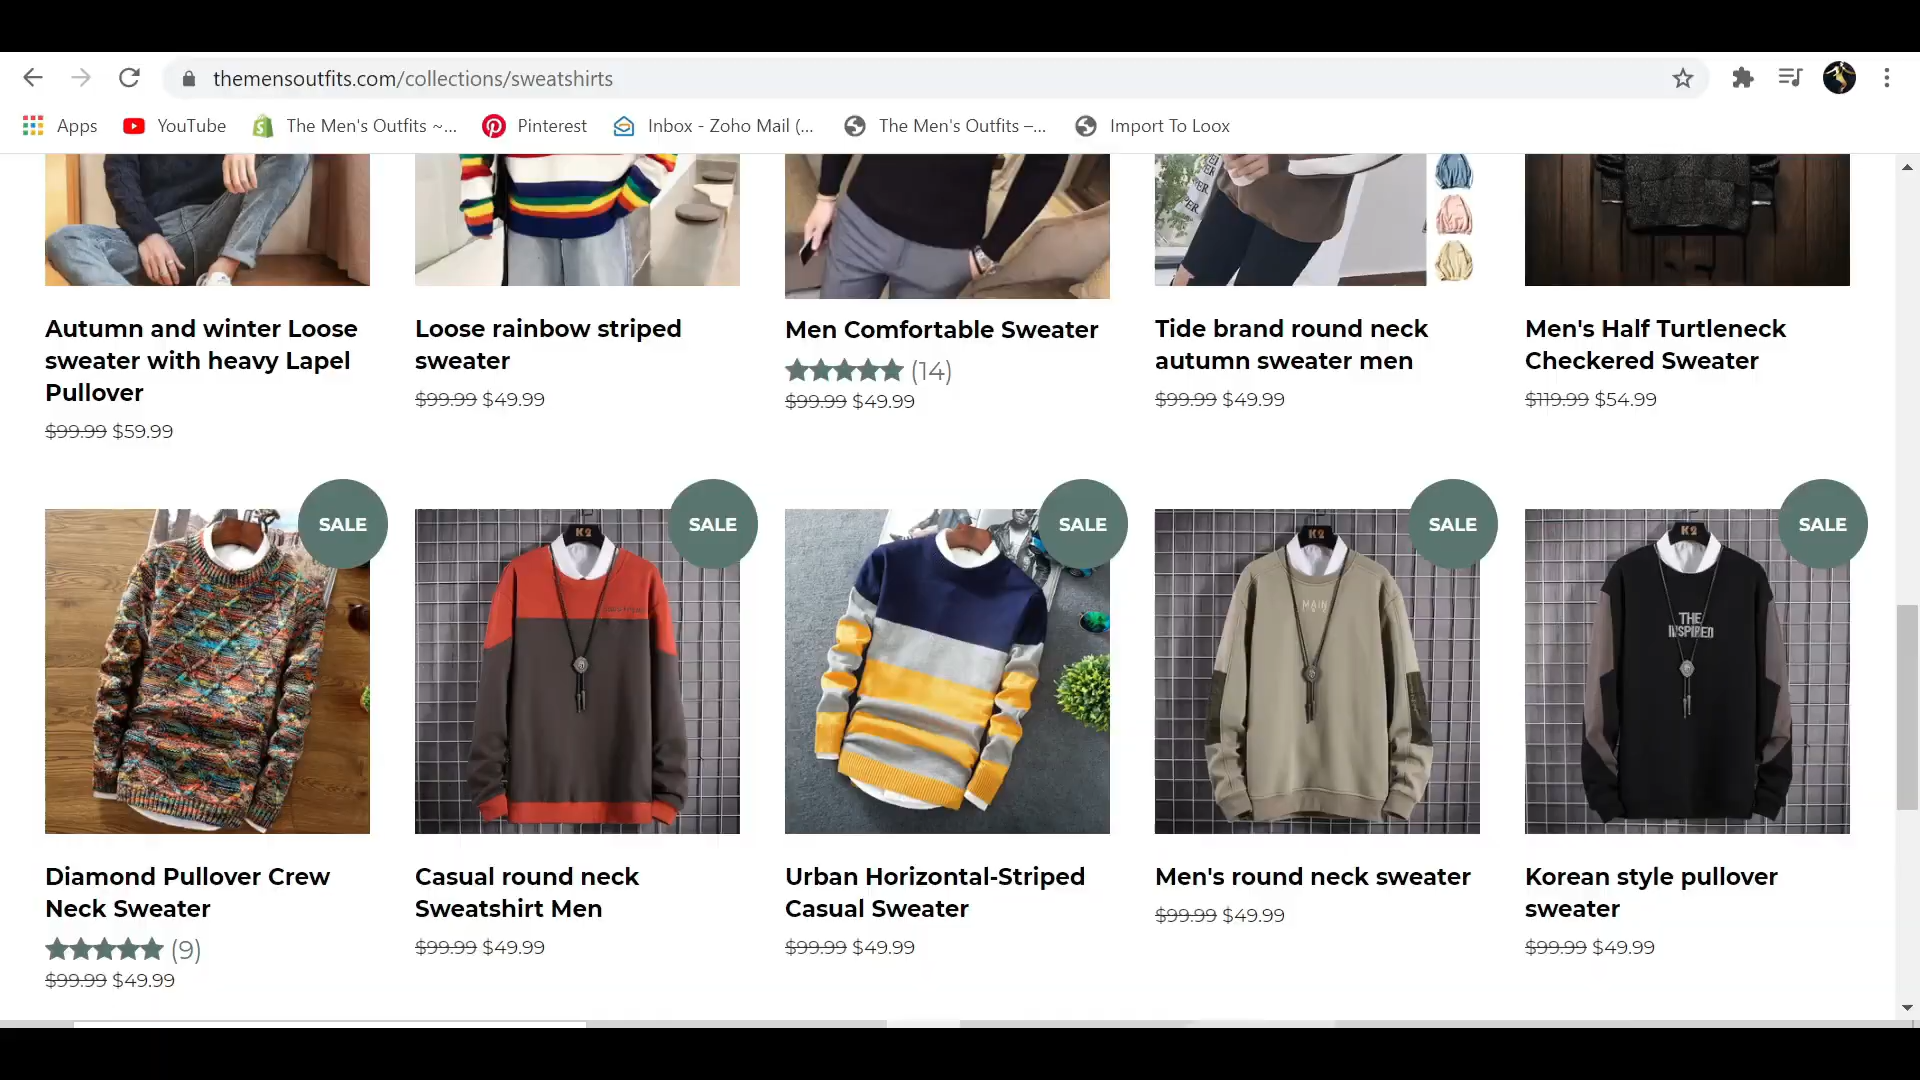 themensoutfits.com/collections/sweatshirts
Apps
YouTube
The Men's Outfits ~...
Pinterest
Inbox - Zoho Mail (...
The Men's Outfits –...
Import To Loox
Autumn and winter Loose
sweater with heavy Lapel
Pullover
$99.99 $59.99
Loose rainbow striped
sweater
$99.99 $49.99
Men Comfortable Sweater
(14)
$99.99 $49.99
Tide brand round neck
autumn sweater men
$99.99 $49.99
Men's Half Turtleneck
Checkered Sweater
$119.99 $54.99
SALE
SALE
K2
SALE
SALE
K2
MAIN
SALE
K2
THE
INSPIRED
Diamond Pullover Crew
Neck Sweater
(9)
$99.99 $49.99
Casual round neck
Sweatshirt Men
$99.99 $49.99
Urban Horizontal-Striped
Casual Sweater
$99.99 $49.99
Men's round neck sweater
$99.99 $49.99
Korean style pullover
sweater
$99.99 $49.99